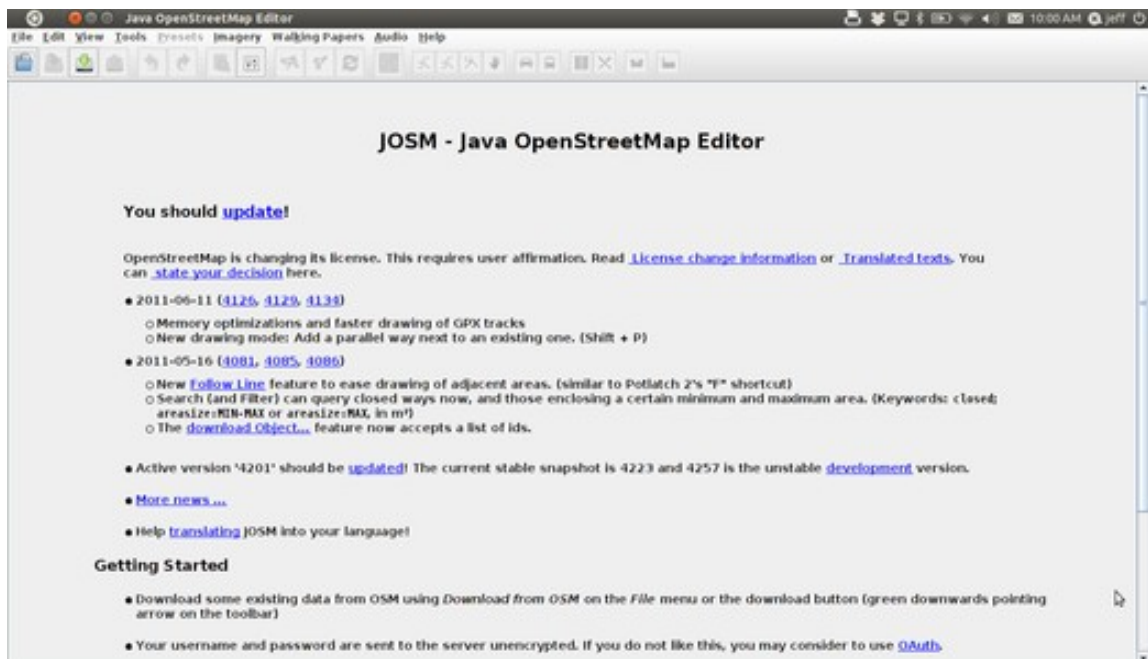 Java OpenStreetMap Editor
10:00 AM jeff
File Edit View Tools Presets Imagery Walking Papers Audio Help
JOSM - Java OpenStreetMap Editor
You should update!
OpenStreetMap is changing its license. This requires user affirmation. Read License change information or Translated texts. You
can state your decision here.
• 2011-06-11 (4126, 4129, 4134)
○ Memory optimizations and faster drawing of GPX tracks
○ New drawing mode: Add a parallel way next to an existing one. (Shift + P)
• 2011-05-16 (4081, 4085, 4086)
○ New Follow Line feature to ease drawing of adjacent areas. (similar to Potlatch 2's "F" shortcut)
○ Search (and Filter) can query closed ways now, and those enclosing a certain minimum and maximum area. (Keywords: closed;
areasize:MIN-MAX or areasize:MAX, in m²)
○ The download Object... feature now accepts a list of ids.
• Active version '4201' should be updated! The current stable snapshot is 4223 and 4257 is the unstable development version.
• More news ...
• Help translating JOSM into your language!
Getting Started
• Download some existing data from OSM using Download from OSM on the File menu or the download button (green downwards pointing
arrow on the toolbar)
• Your username and password are sent to the server unencrypted. If you do not like this, you may consider to use OAuth.